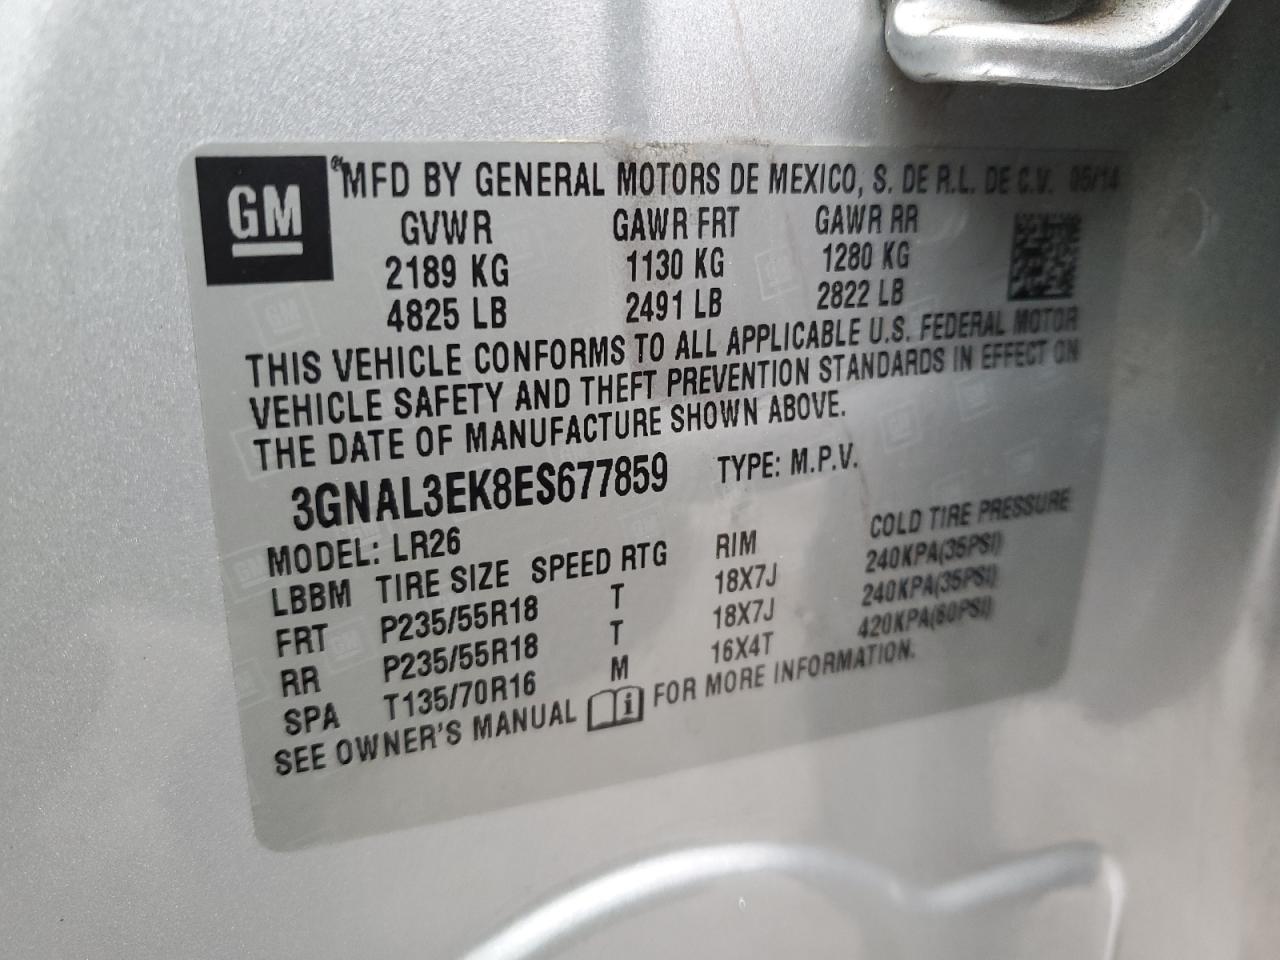 GM
MFD BY GENERAL MOTORS DE MEXICO, S. DE R.L. DE C.V. 05/14
GVWR GAWR FRT GAWR RR
2189 KG 1130 KG 1280 KG
4825 LB 2491 LB 2822 LB
THIS VEHICLE CONFORMS TO ALL APPLICABLE U.S. FEDERAL MOTOR
VEHICLE SAFETY AND THEFT PREVENTION STANDARDS IN EFFECT ON
THE DATE OF MANUFACTURE SHOWN ABOVE.
3GNAL3EK8ES677859 TYPE: M.P.V.
MODEL: LR26
LBBM TIRE SIZE SPEED RTG RIM COLD TIRE PRESSURE
FRT P235/55R18 T 18X7J 240KPA(35PSI)
RR P235/55R18 T 18X7J 240KPA(35PSI)
SPA T135/70R16 M 16X4T 420KPA(60PSI)
SEE OWNER'S MANUAL FOR MORE INFORMATION.